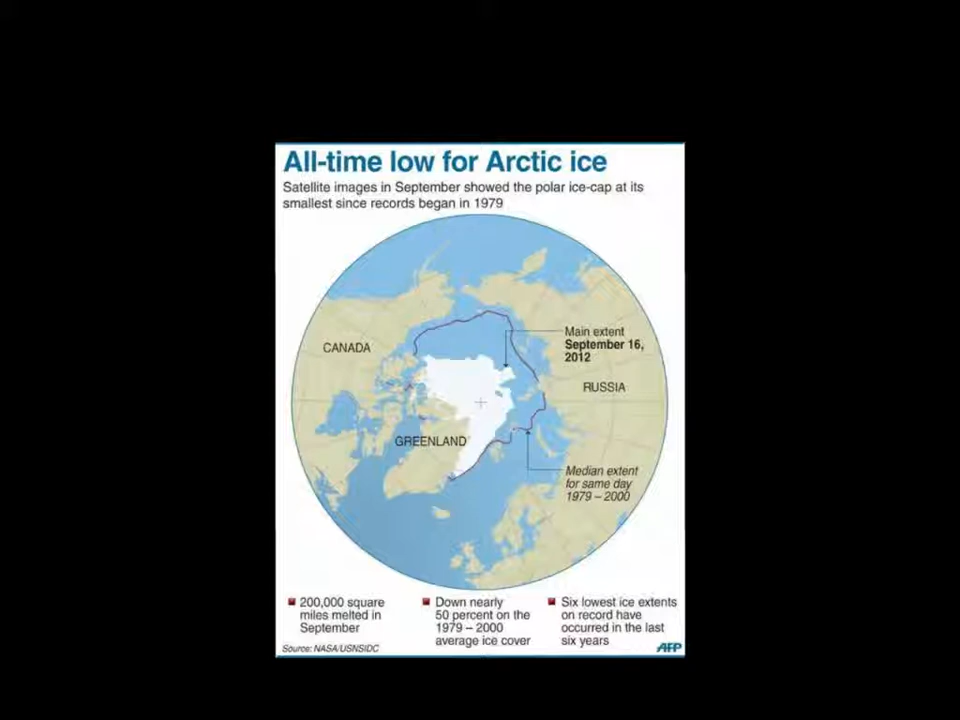 All-time low for Arctic ice
Satellite images in September showed the polar ice-cap at its
smallest since records began in 1979
Main extent
September 16,
2012
CANADA
RUSSIA
GREENLAND
Median extent
for same day
1979 – 2000
200,000 square
miles melted in
September
Down nearly
50 percent on the
1979 – 2000
average ice cover
Six lowest ice extents
on record have
occurred in the last
six years
Source: NASA/USNSIDC
AFP